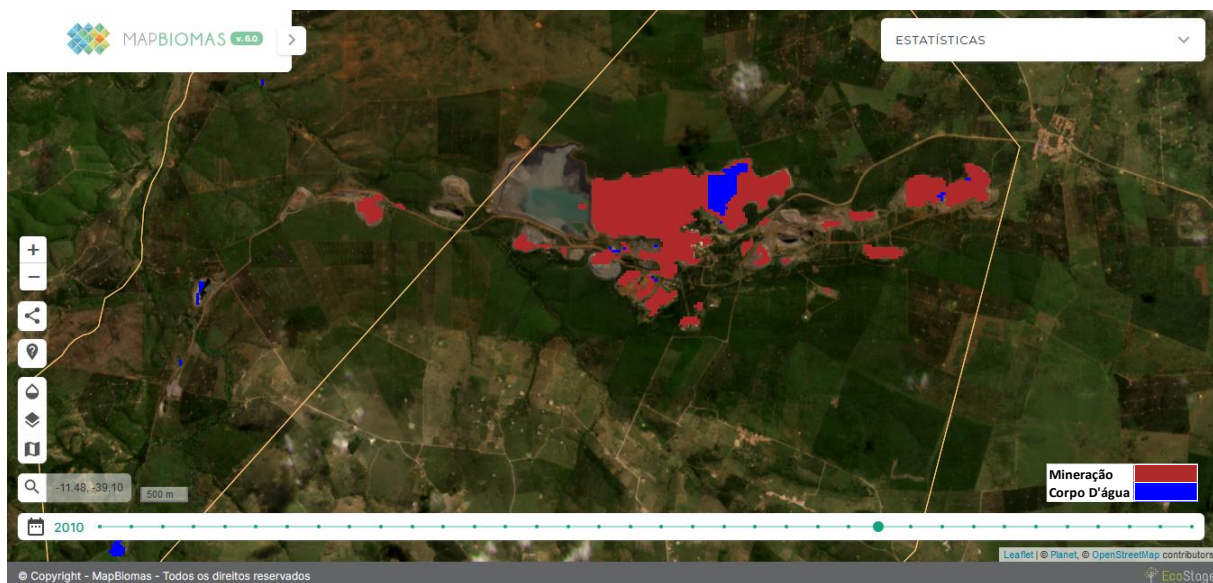 MAPBIOMAS v. 6.0
ESTATÍSTICAS
-11.48, -39.10
500 m
Mineração
Corpo D'água
2010
Leaflet | © Planet, © OpenStreetMap contributors
© Copyright - MapBiomas - Todos os direitos reservados
EcoStage